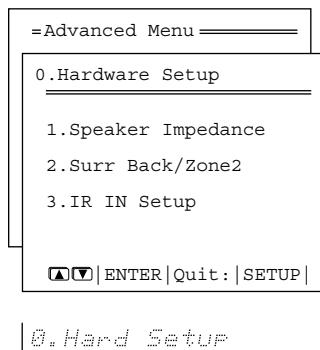 =Advanced Menu
0.Hardware Setup
1.Speaker Impedance
2.Surr Back/Zone2
3.IR IN Setup
▲▼|ENTER|Quit:|SETUP|
0.Hard Setup